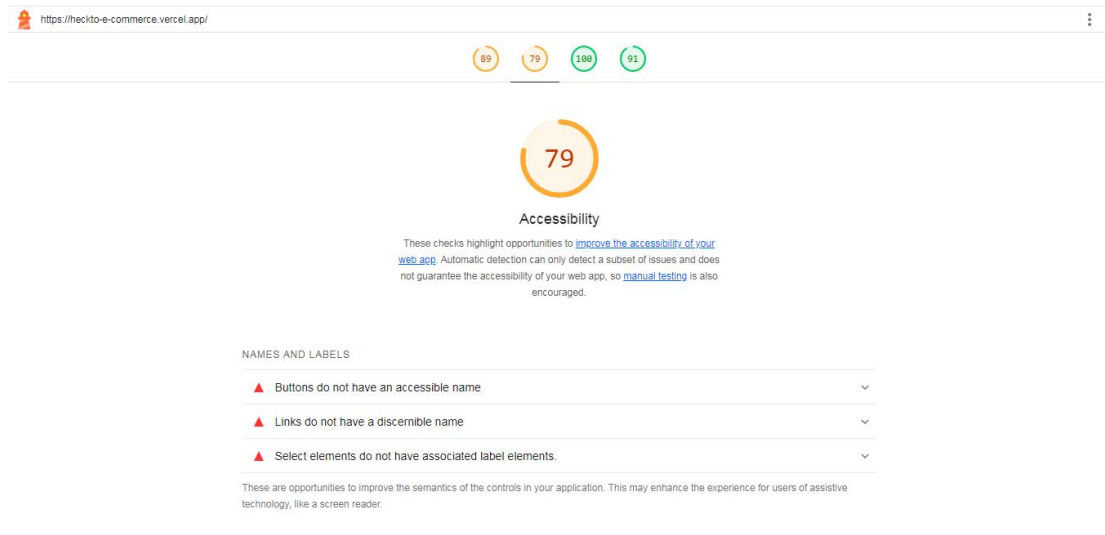 https://heckto-e-commerce.vercel.app/
89 79 100 91
79
Accessibility
These checks highlight opportunities to improve the accessibility of your
web app. Automatic detection can only detect a subset of issues and does
not guarantee the accessibility of your web app, so manual testing is also
encouraged.
NAMES AND LABELS
Buttons do not have an accessible name
Links do not have a discernible name
Select elements do not have associated label elements.
These are opportunities to improve the semantics of the controls in your application. This may enhance the experience for users of assistive
technology, like a screen reader.